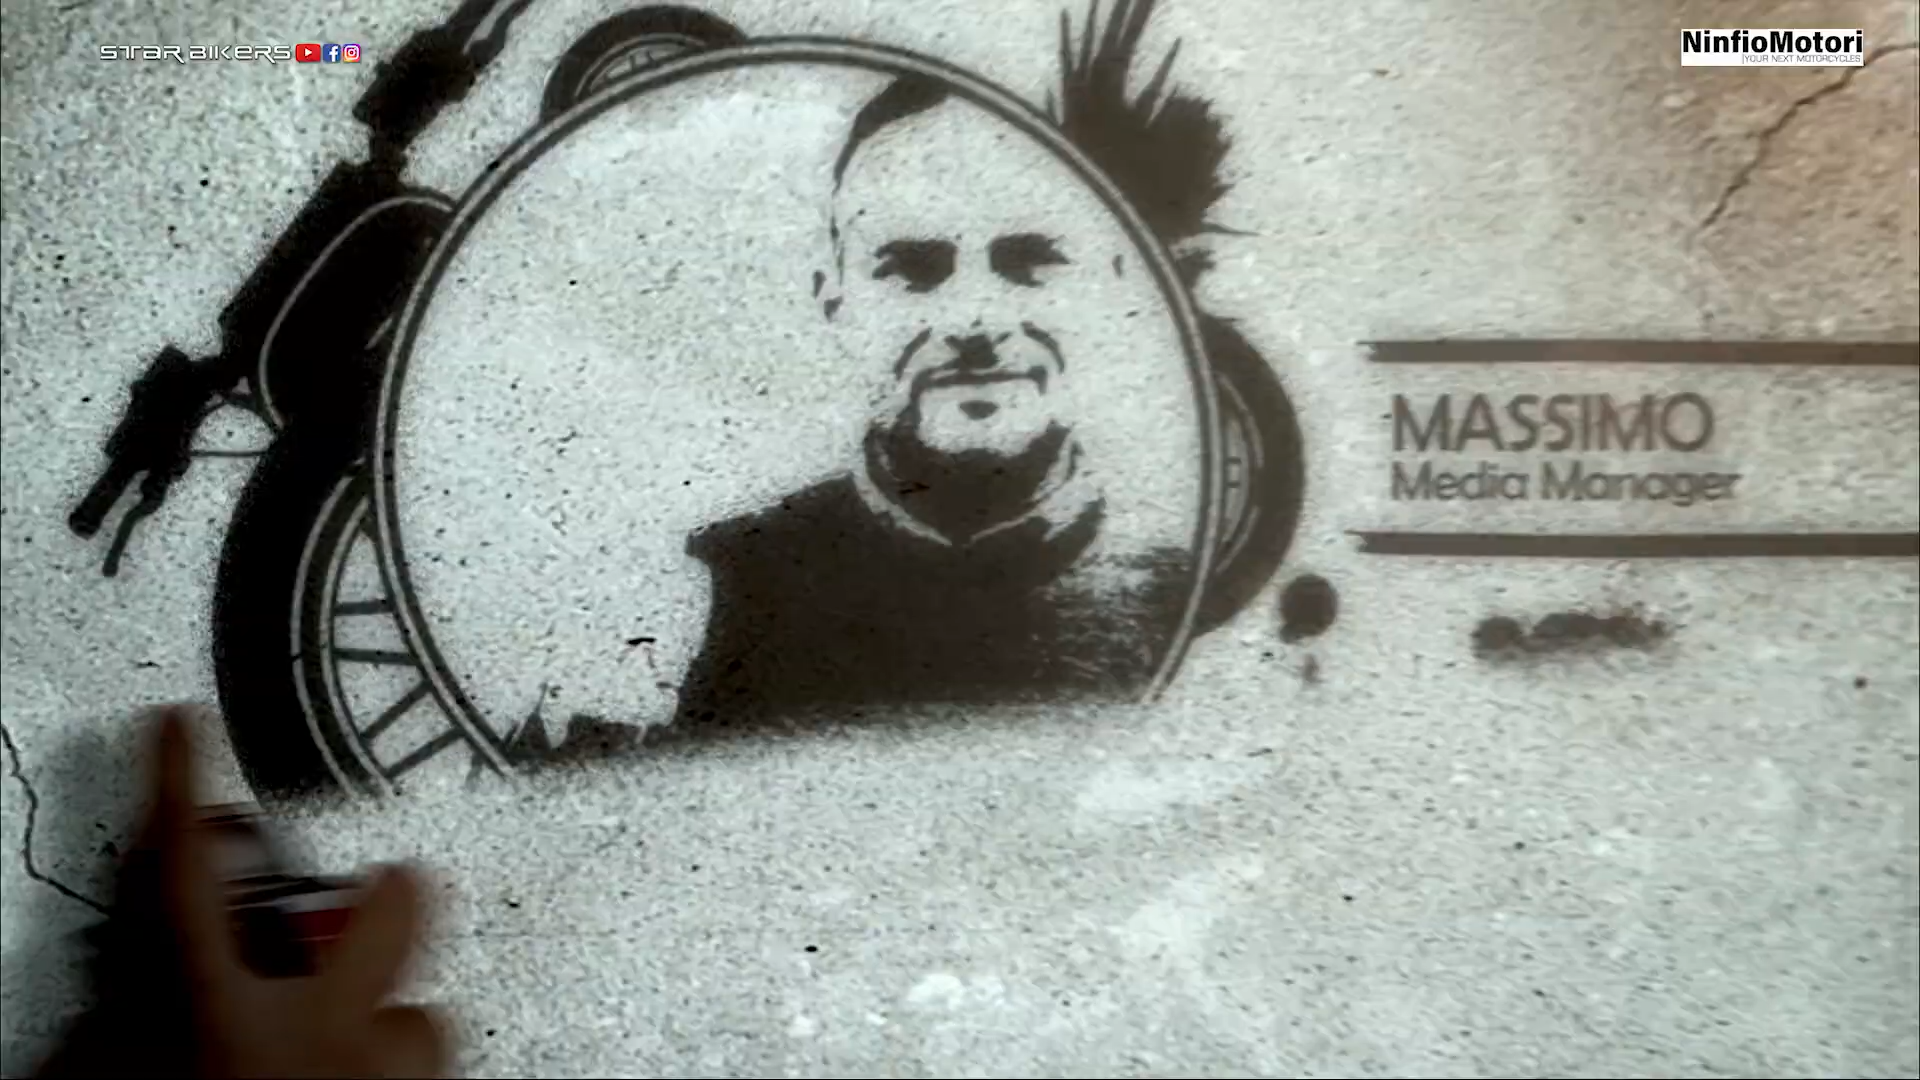 STAR BIKERS
NinfioMotori
YOUR NEXT MOTORCYCLES
MASSIMO
Media Manager